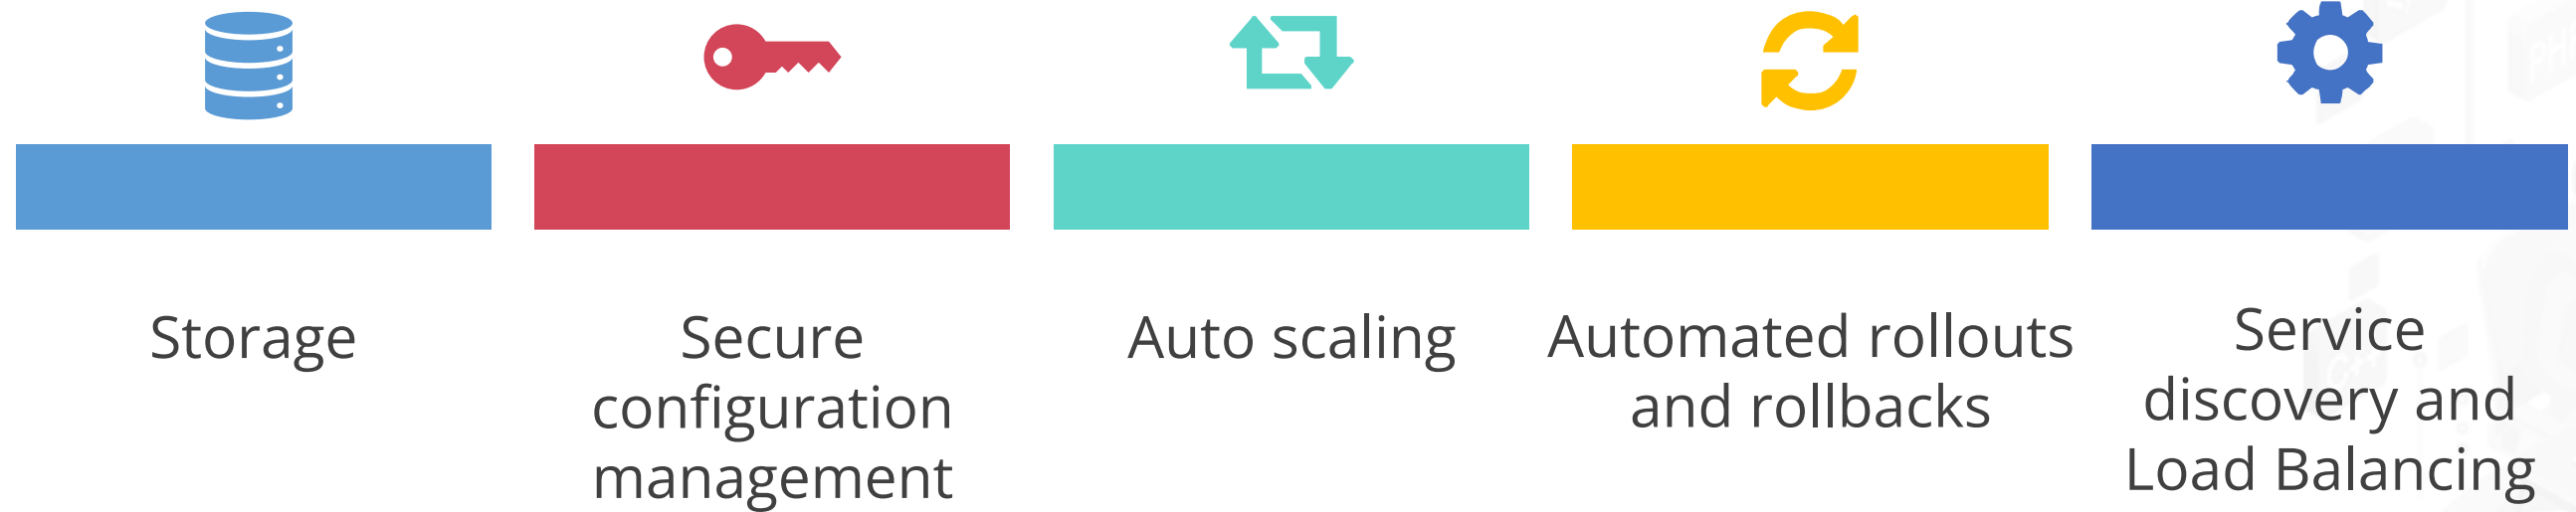 Storage
Secure
configuration
management
Auto scaling
Automated rollouts
and rollbacks
Service
discovery and
Load Balancing